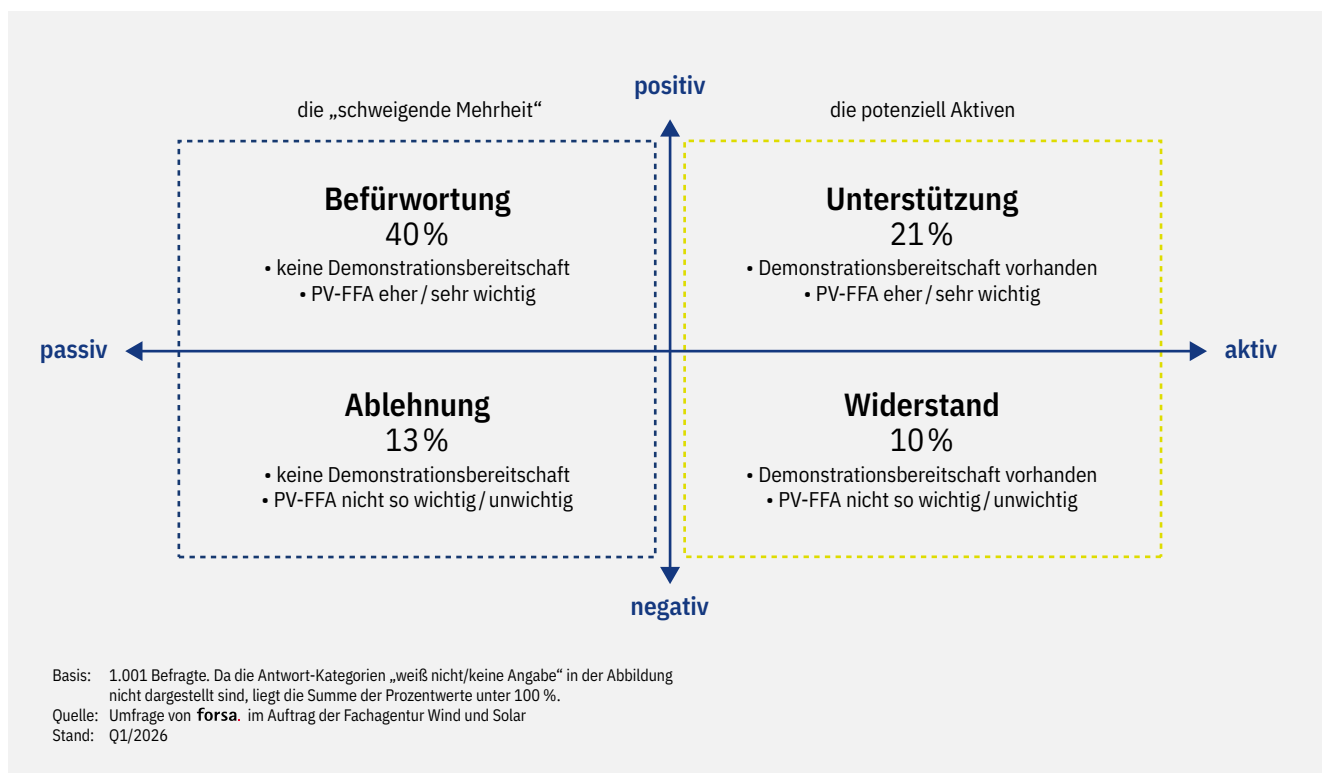 positiv
die „schweigende Mehrheit“
die potenziell Aktiven
Befürwortung
40 %
• keine Demonstrationsbereitschaft
• PV-FFA eher / sehr wichtig
Unterstützung
21 %
• Demonstrationsbereitschaft vorhanden
• PV-FFA eher / sehr wichtig
passiv
aktiv
Ablehnung
13 %
• keine Demonstrationsbereitschaft
• PV-FFA nicht so wichtig / unwichtig
Widerstand
10 %
• Demonstrationsbereitschaft vorhanden
• PV-FFA nicht so wichtig / unwichtig
negativ
Basis: 1.001 Befragte. Da die Antwort-Kategorien „weiß nicht/keine Angabe“ in der Abbildung
nicht dargestellt sind, liegt die Summe der Prozentwerte unter 100 %.
Quelle: Umfrage von forsa. im Auftrag der Fachagentur Wind und Solar
Stand: Q1/2026